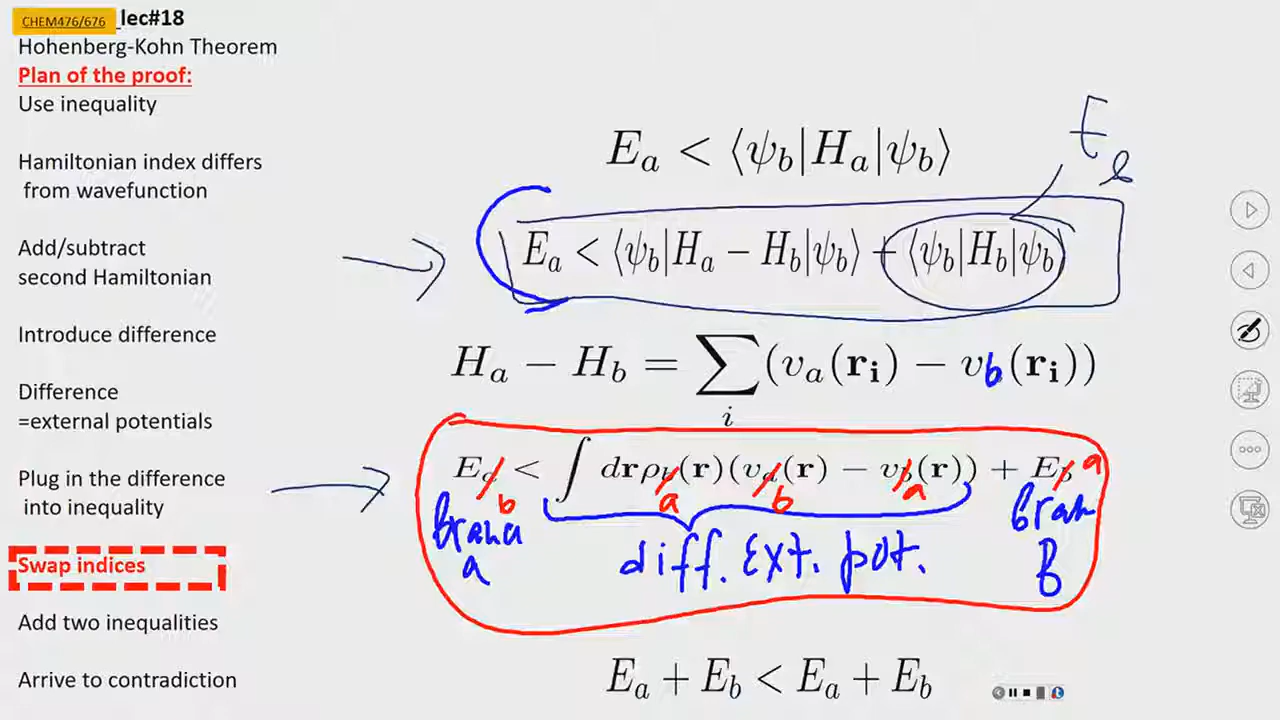 CHEM476/676 lec#18
Hohenberg-Kohn Theorem
Plan of the proof:
Use inequality
Hamiltonian index differs
from wavefunction
Add/subtract
second Hamiltonian
Introduce difference
Difference
=external potentials
Plug in the difference
into inequality
Swap indices
Add two inequalities
Arrive to contradiction
E_a < ⟨ψ_b|H_a|ψ_b⟩
E_b
E_a < ⟨ψ_b|H_a − H_b|ψ_b⟩ + ⟨ψ_b|H_b|ψ_b⟩
H_a − H_b = ∑_i (v_a(r_i) − v_b(r_i))
E_a < ∫ drρ_b(r)(v_a(r) − v_b(r)) + E_b
b a b a a
a
diff. Ext. pot.
B
E_a + E_b < E_a + E_b